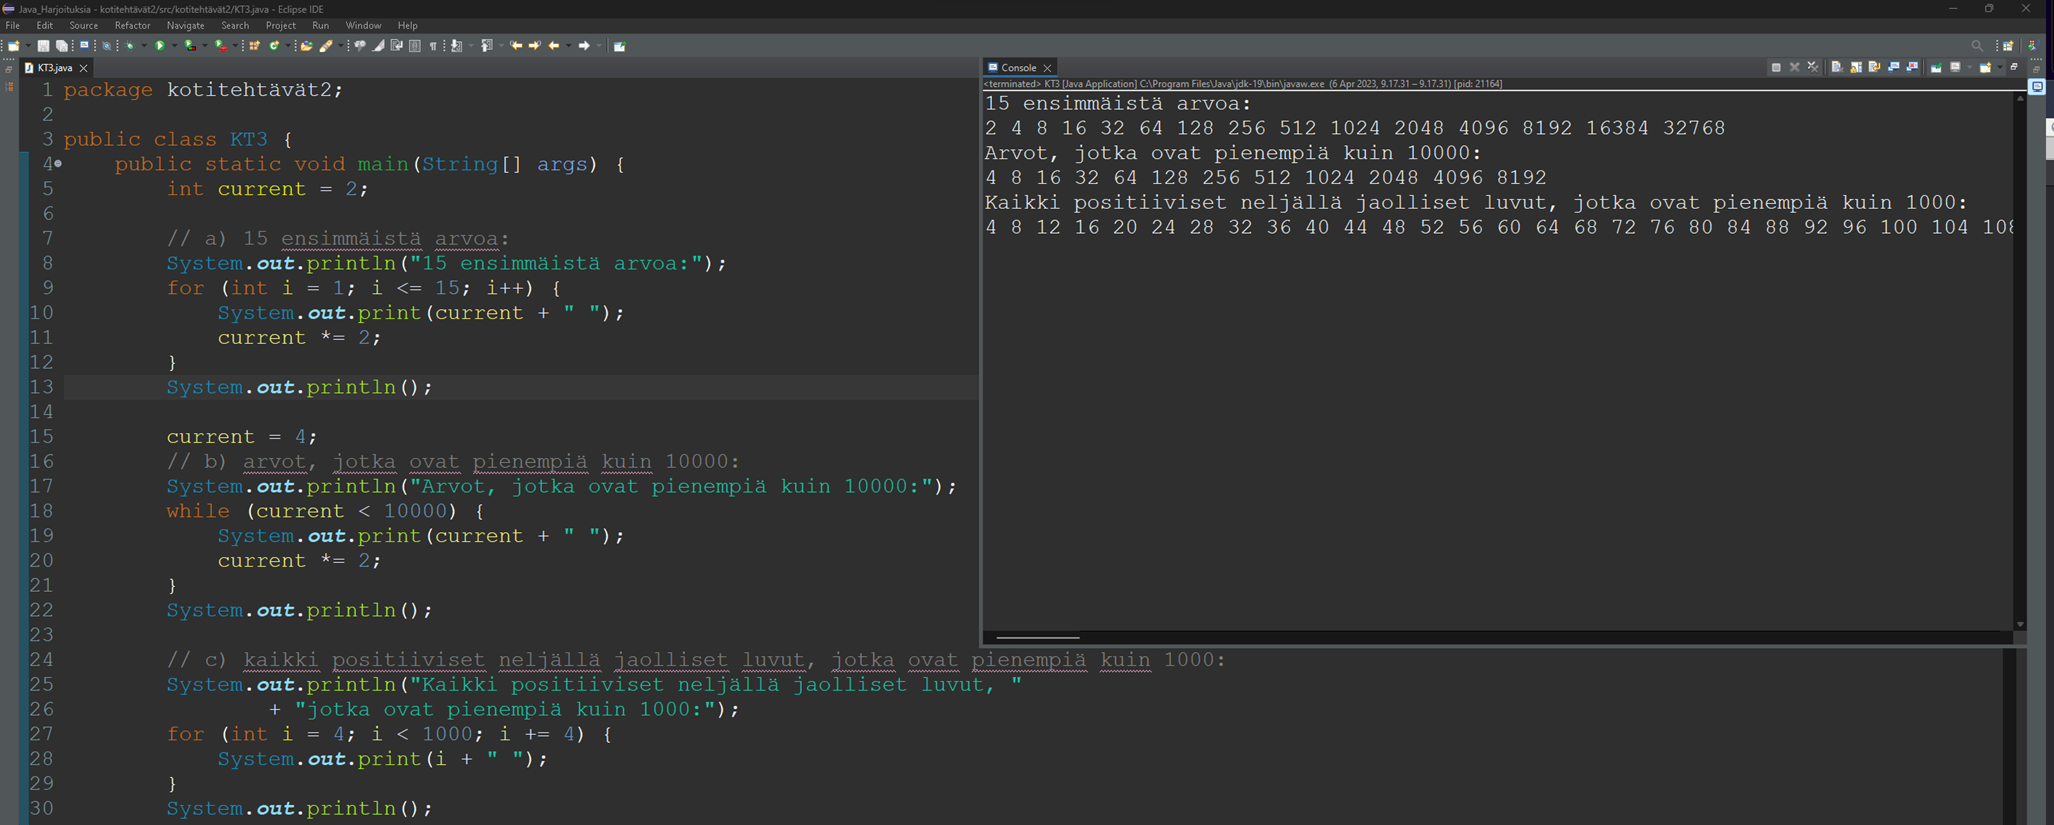 Java_Harjoituksia - kotitehtävät2/src/kotitehtävät2/KT3.java - Eclipse IDE
File Edit Source Refactor Navigate Search Project Run Window Help
KT3.java
1 package kotitehtävät2;
2
3 public class KT3 {
4 public static void main(String[] args) {
5 int current = 2;
6
7 // a) 15 ensimmäistä arvoa:
8 System.out.println("15 ensimmäistä arvoa:");
9 for (int i = 1; i <= 15; i++) {
10 System.out.print(current + " ");
11 current *= 2;
12 }
13 System.out.println();
14
15 current = 4;
16 // b) arvot, jotka ovat pienempiä kuin 10000:
17 System.out.println("Arvot, jotka ovat pienempiä kuin 10000:");
18 while (current < 10000) {
19 System.out.print(current + " ");
20 current *= 2;
21 }
22 System.out.println();
23
24 // c) kaikki positiiviset neljällä jaolliset luvut, jotka ovat pienempiä kuin 1000:
25 System.out.println("Kaikki positiiviset neljällä jaolliset luvut, "
26 + "jotka ovat pienempiä kuin 1000:");
27 for (int i = 4; i < 1000; i += 4) {
28 System.out.print(i + " ");
29 }
30 System.out.println();
Console
<terminated> KT3 [Java Application] C:\Program Files\Java\jdk-19\bin\javaw.exe (6 Apr 2023, 9.17.31 – 9.17.31) [pid: 21164]
15 ensimmäistä arvoa:
2 4 8 16 32 64 128 256 512 1024 2048 4096 8192 16384 32768
Arvot, jotka ovat pienempiä kuin 10000:
4 8 16 32 64 128 256 512 1024 2048 4096 8192
Kaikki positiiviset neljällä jaolliset luvut, jotka ovat pienempiä kuin 1000:
4 8 12 16 20 24 28 32 36 40 44 48 52 56 60 64 68 72 76 80 84 88 92 96 100 104 108